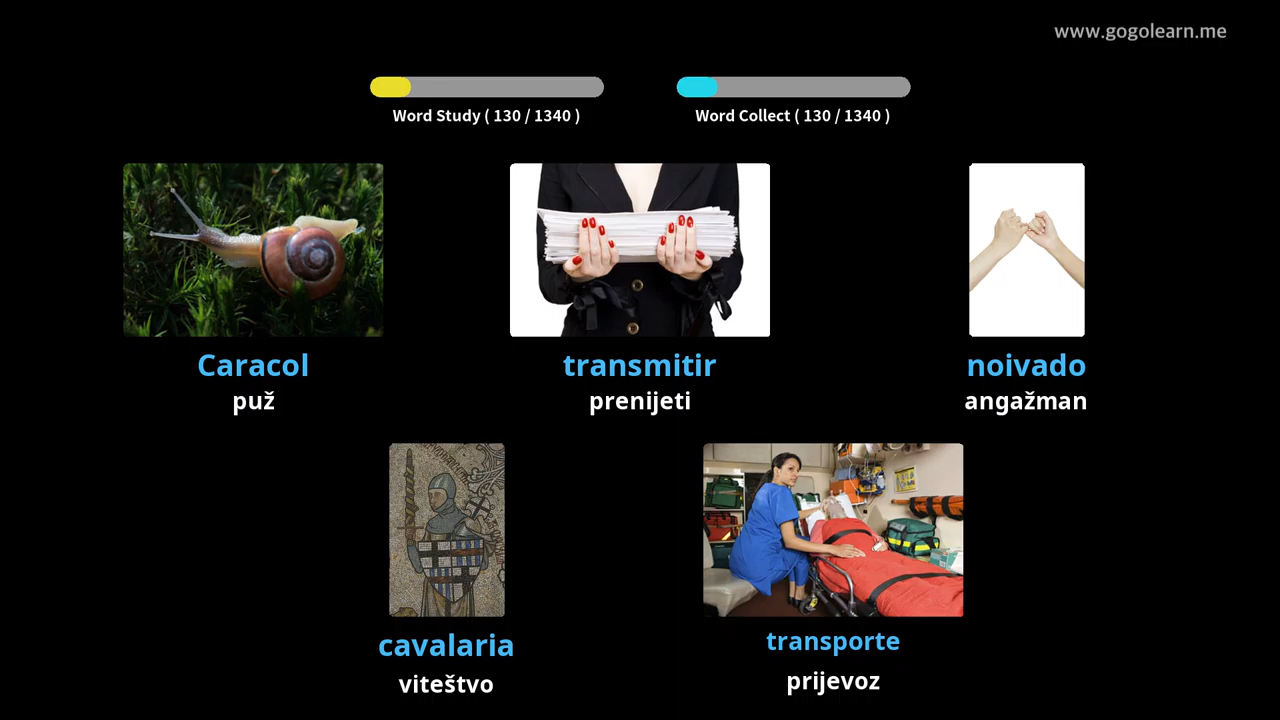 www.gogolearn.me
Word Study ( 130 / 1340 )
Word Collect ( 130 / 1340 )
Caracol
puž
transmitir
prenijeti
noivado
angažman
cavalaria
viteštvo
transporte
prijevoz